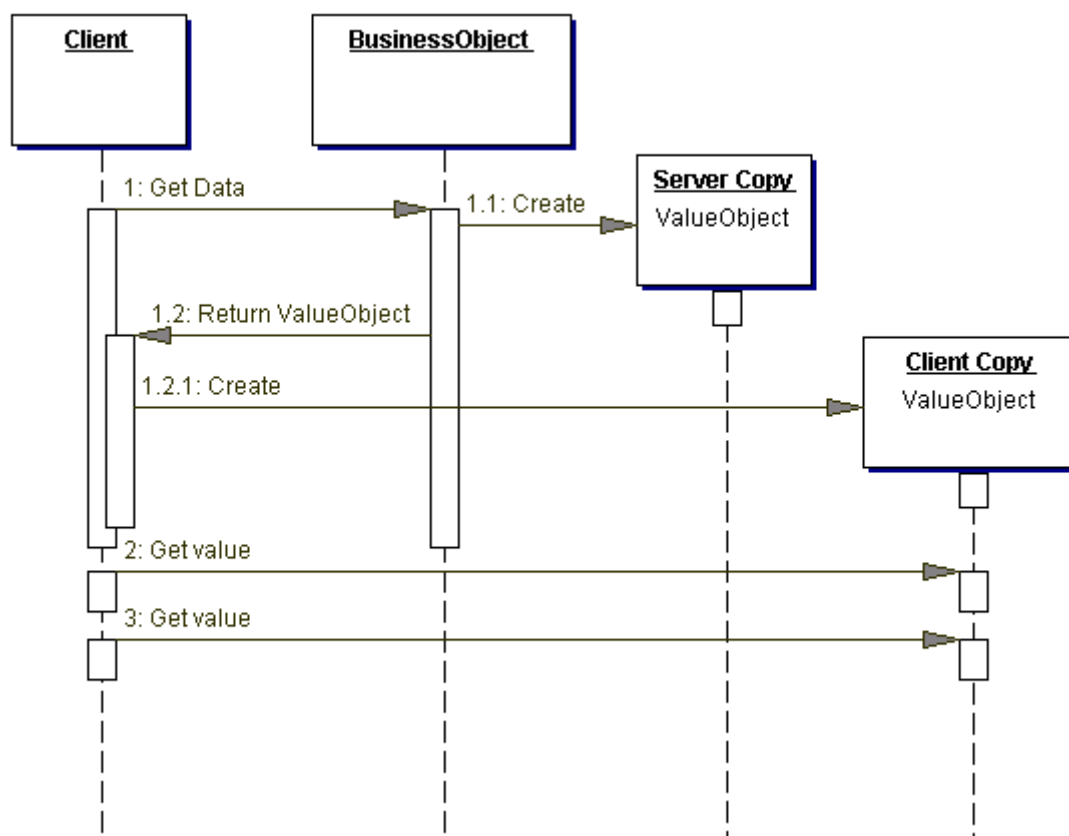 Client
BusinessObject
Server Copy
ValueObject
1: Get Data
1.1: Create
1.2: Return ValueObject
Client Copy
ValueObject
1.2.1: Create
2: Get value
3: Get value